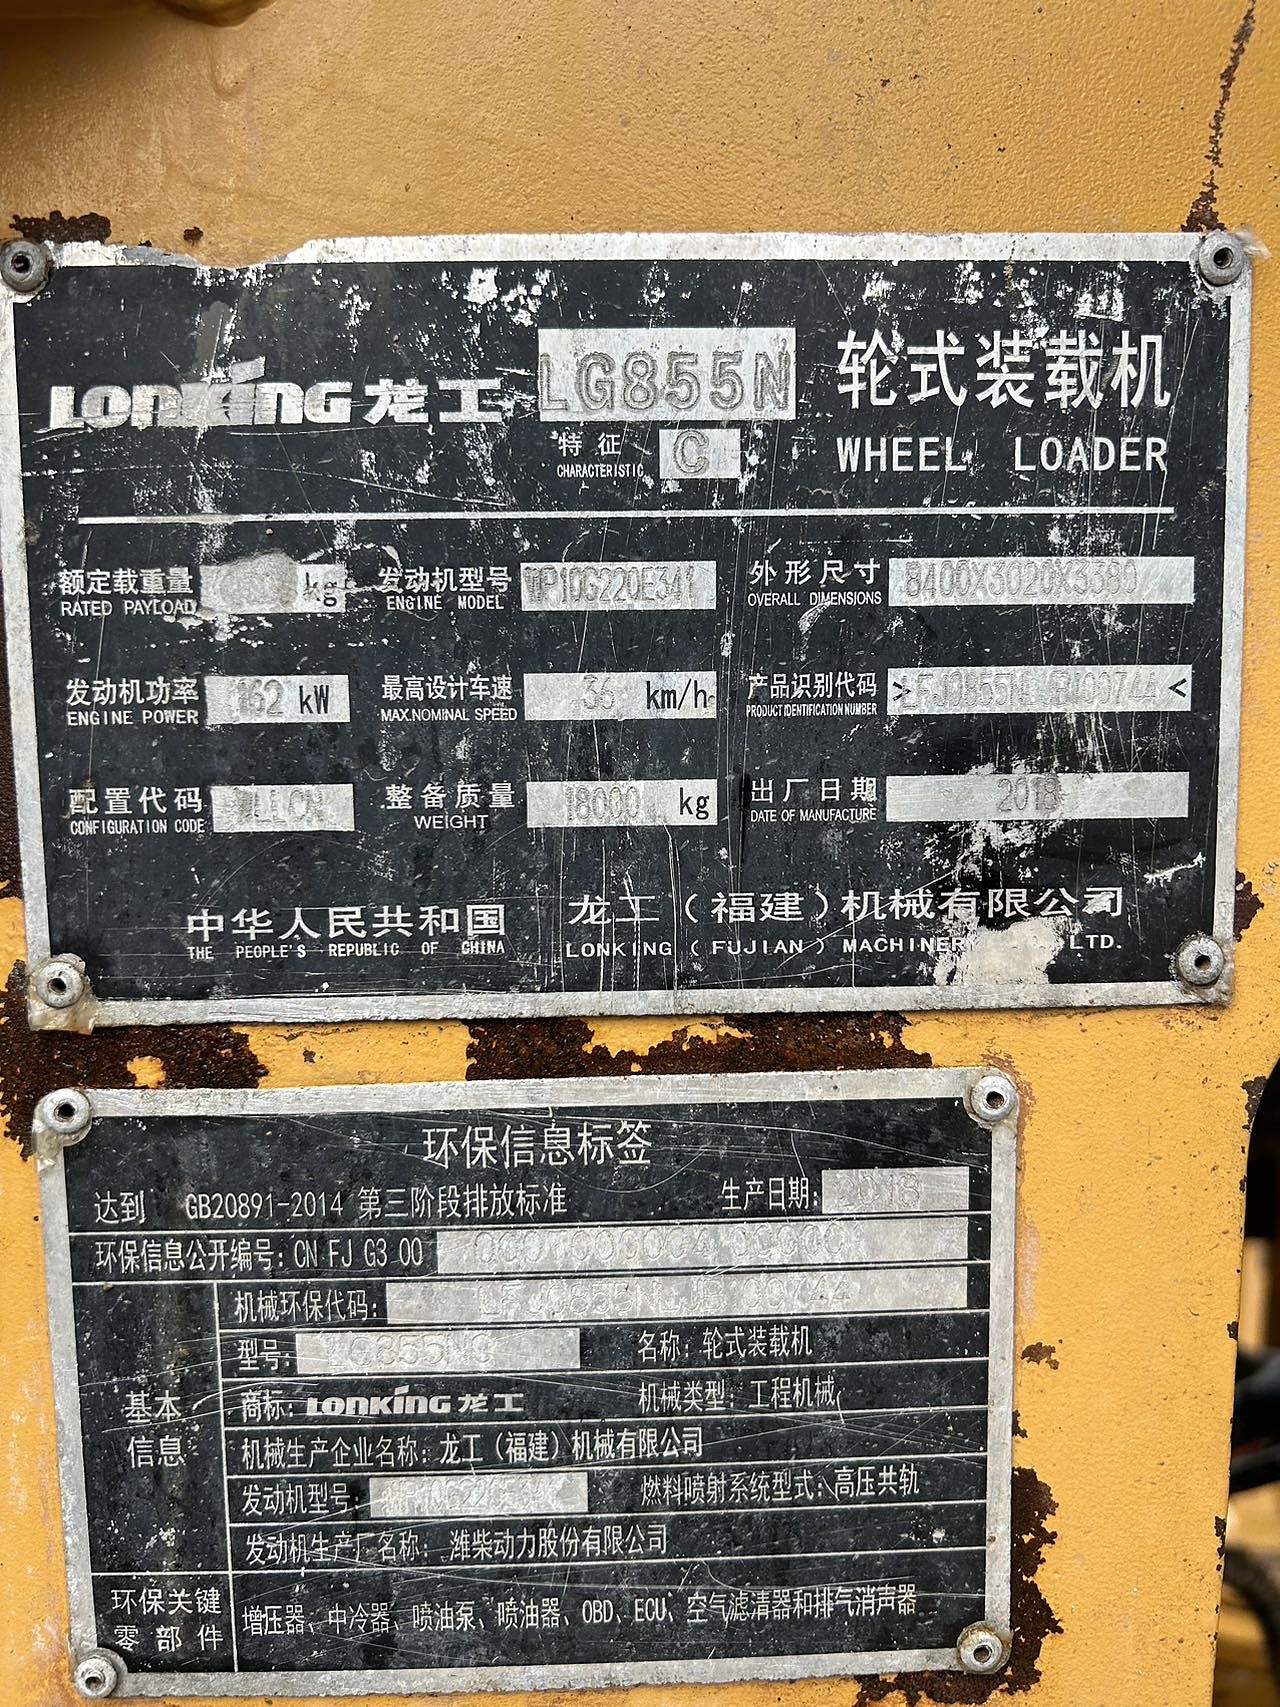 LONKING 龙工 LG855N 轮式装载机
特征 CHARACTERISTIC C WHEEL LOADER
额定载重量 RATED PAYLOAD kg 发动机型号 ENGINE MODEL WP10G220E341 外形尺寸 OVERALL DIMENSIONS 8400X3020X3390
发动机功率 ENGINE POWER 162 kW 最高设计车速 MAX.NOMINAL SPEED 36 km/h 产品识别代码 PRODUCT IDENTIFICATION NUMBER
配置代码 CONFIGURATION CODE 整备质量 WEIGHT 18000 kg 出厂日期 DATE OF MANUFACTURE 2018
中华人民共和国 龙工(福建)机械有限公司
THE PEOPLE'S REPUBLIC OF CHINA LONKING (FUJIAN) MACHINERY LTD.
环保信息标签
达到 GB20891-2014 第三阶段排放标准 生产日期: 2018
环保信息公开编号: CN FJ G3 00
机械环保代码:
型号: 名称: 轮式装载机
基本信息
商标: LONKING 龙工 机械类型: 工程机械
机械生产企业名称: 龙工(福建)机械有限公司
发动机型号: 燃料喷射系统型式: 高压共轨
发动机生产厂名称: 潍柴动力股份有限公司
环保关键零部件 增压器、中冷器、喷油泵、喷油器、OBD、ECU、空气滤清器和排气消声器